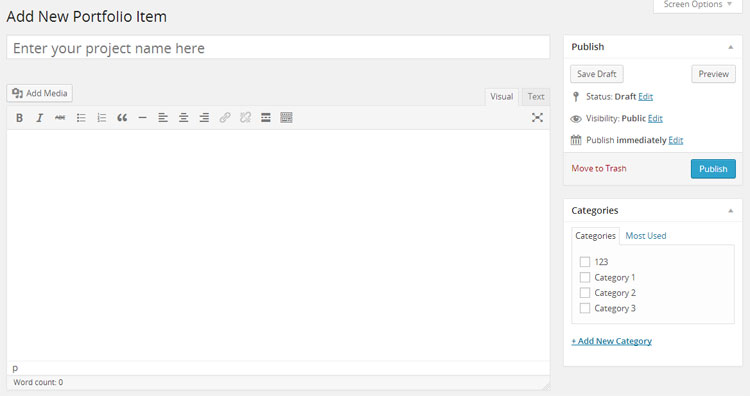 Screen Options
Add New Portfolio Item
Enter your project name here
Add Media
Visual Text
B I ABC
p
Word count: 0
Publish
Save Draft Preview
Status: Draft Edit
Visibility: Public Edit
Publish immediately Edit
Move to Trash Publish
Categories
Categories Most Used
123
Category 1
Category 2
Category 3
+ Add New Category